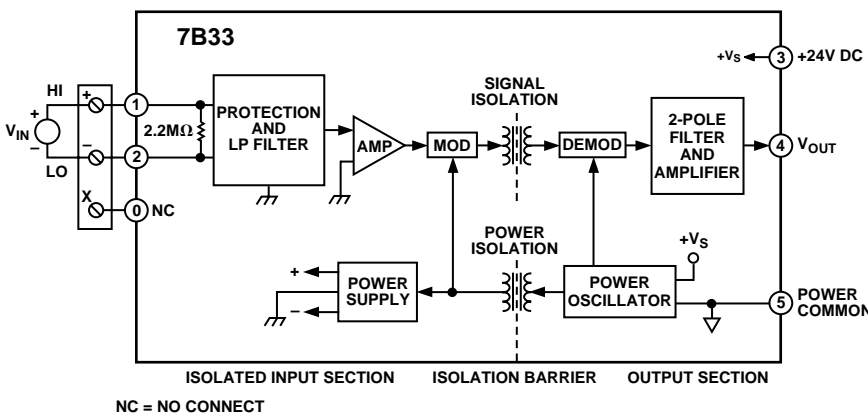 7B33
+VS
3
+24V DC
HI
+
1
SIGNAL
ISOLATION
VIN
+
−
2.2MΩ
PROTECTION
AND
LP FILTER
AMP
MOD
DEMOD
2-POLE
FILTER
AND
AMPLIFIER
4
VOUT
−
2
LO
X
0
NC
POWER
ISOLATION
+VS
+
−
POWER
SUPPLY
POWER
OSCILLATOR
5
POWER
COMMON
ISOLATED INPUT SECTION
ISOLATION BARRIER
OUTPUT SECTION
NC = NO CONNECT